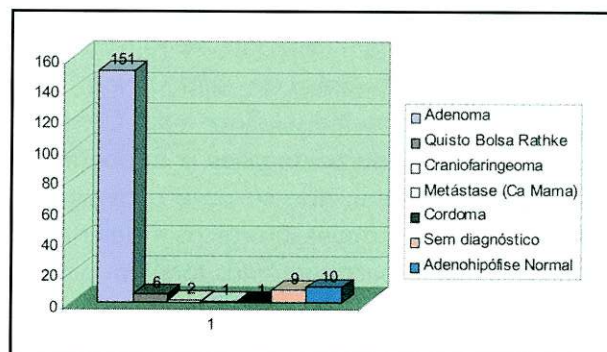 160
140
120
100
80
60
40
20
0
151
6
2
1
1
9
10
1
Adenoma
Quisto Bolsa Rathke
Craniofaringeoma
Metástase (Ca Mama)
Cordoma
Sem diagnóstico
Adenohipófise Normal